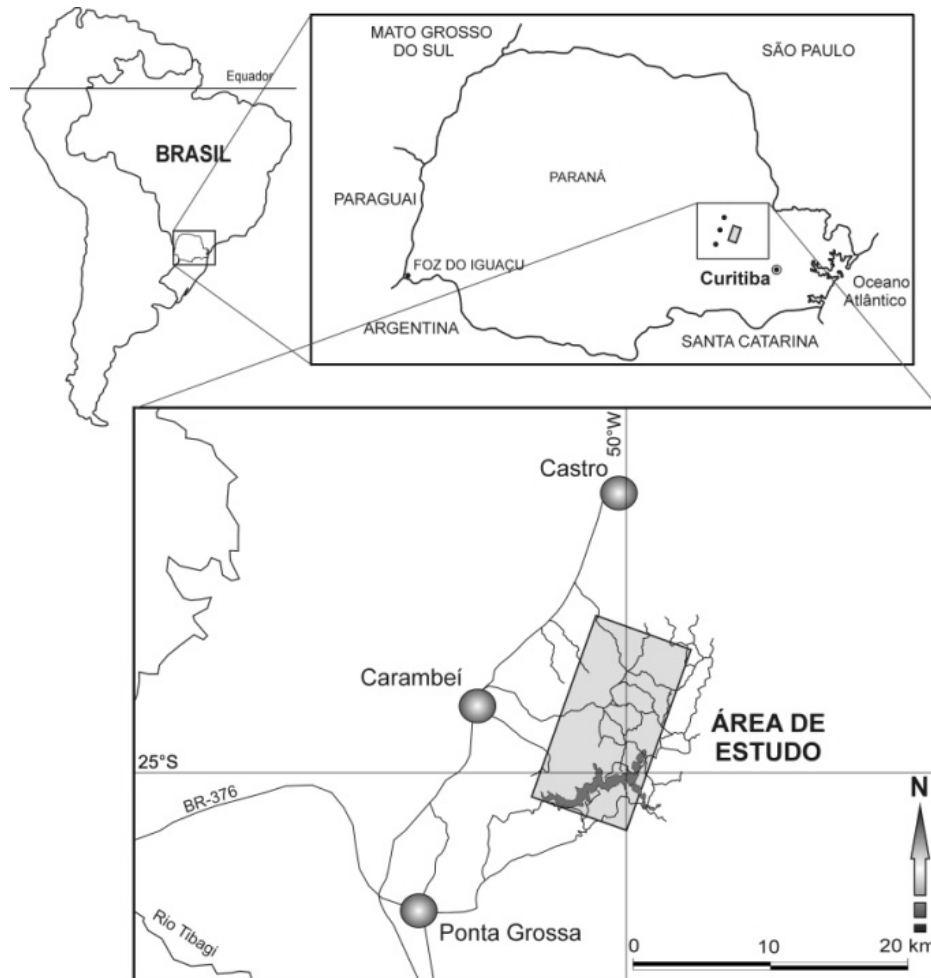 Equador
BRASIL
MATO GROSSO
DO SUL
SÃO PAULO
PARAGUAI
PARANÁ
FOZ DO IGUAÇU
Curitiba
Oceano
Atlântico
ARGENTINA
SANTA CATARINA
50°W
Castro
Carambeí
ÁREA DE
ESTUDO
25°S
BR-376
N
Rio Tibagi
Ponta Grossa
0 10 20 km